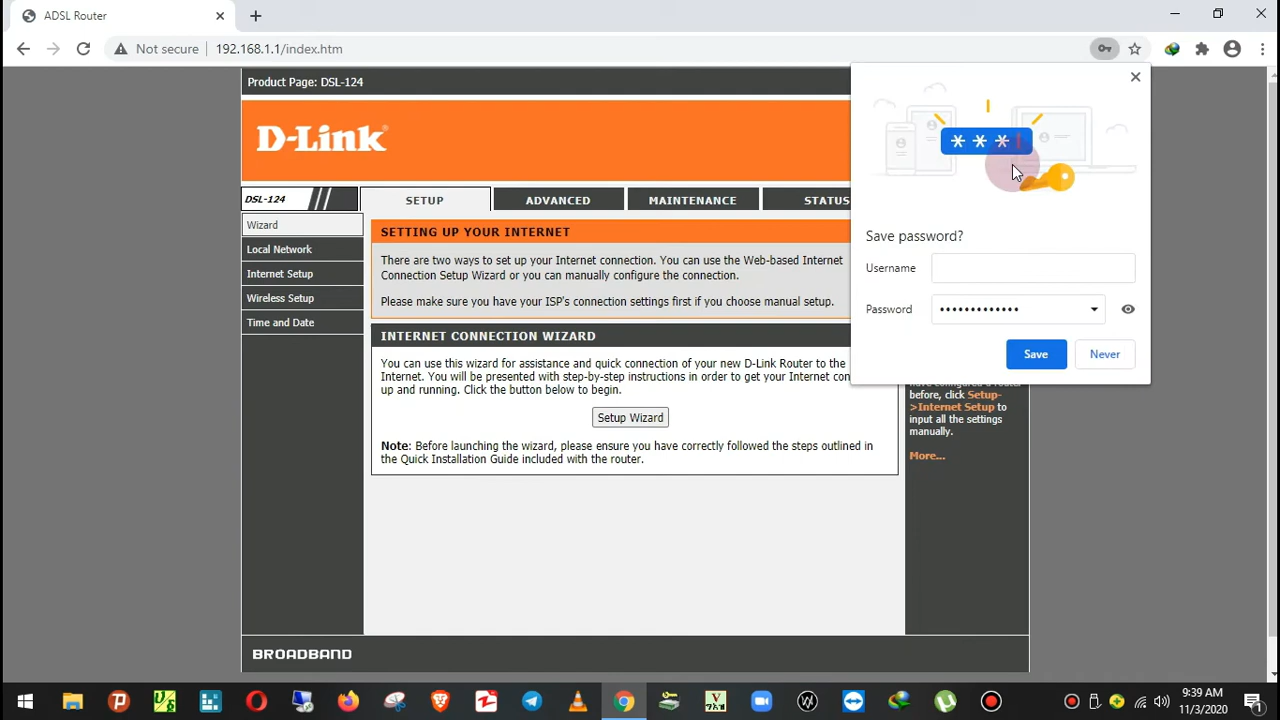 ADSL Router
Not secure
192.168.1.1/index.htm
Product Page: DSL-124
D-Link
DSL-124
SETUP
ADVANCED
MAINTENANCE
STATUS
Wizard
Local Network
Internet Setup
Wireless Setup
Time and Date
SETTING UP YOUR INTERNET
There are two ways to set up your Internet connection. You can use the Web-based Internet
Connection Setup Wizard or you can manually configure the connection.
Please make sure you have your ISP's connection settings first if you choose manual setup.
INTERNET CONNECTION WIZARD
You can use this wizard for assistance and quick connection of your new D-Link Router to the
Internet. You will be presented with step-by-step instructions in order to get your Internet con
up and running. Click the button below to begin.
Setup Wizard
Note: Before launching the wizard, please ensure you have correctly followed the steps outlined in
the Quick Installation Guide included with the router.
before, click Setup-
>Internet Setup to
input all the settings
manually.
More...
Save password?
Username
Password
•••••••••••••
Save
Never
BROADBAND
9:39 AM
11/3/2020